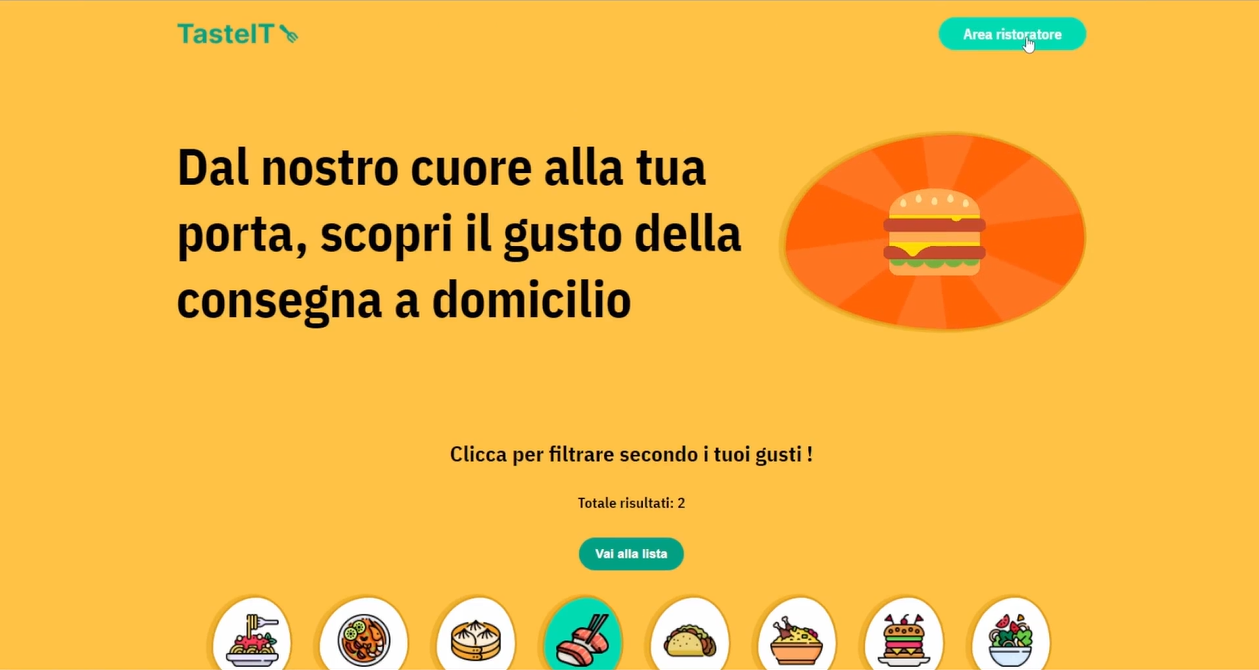 TasteIT
Area ristoratore
Dal nostro cuore alla tua
porta, scopri il gusto della
consegna a domicilio
Clicca per filtrare secondo i tuoi gusti !
Totale risultati: 2
Vai alla lista